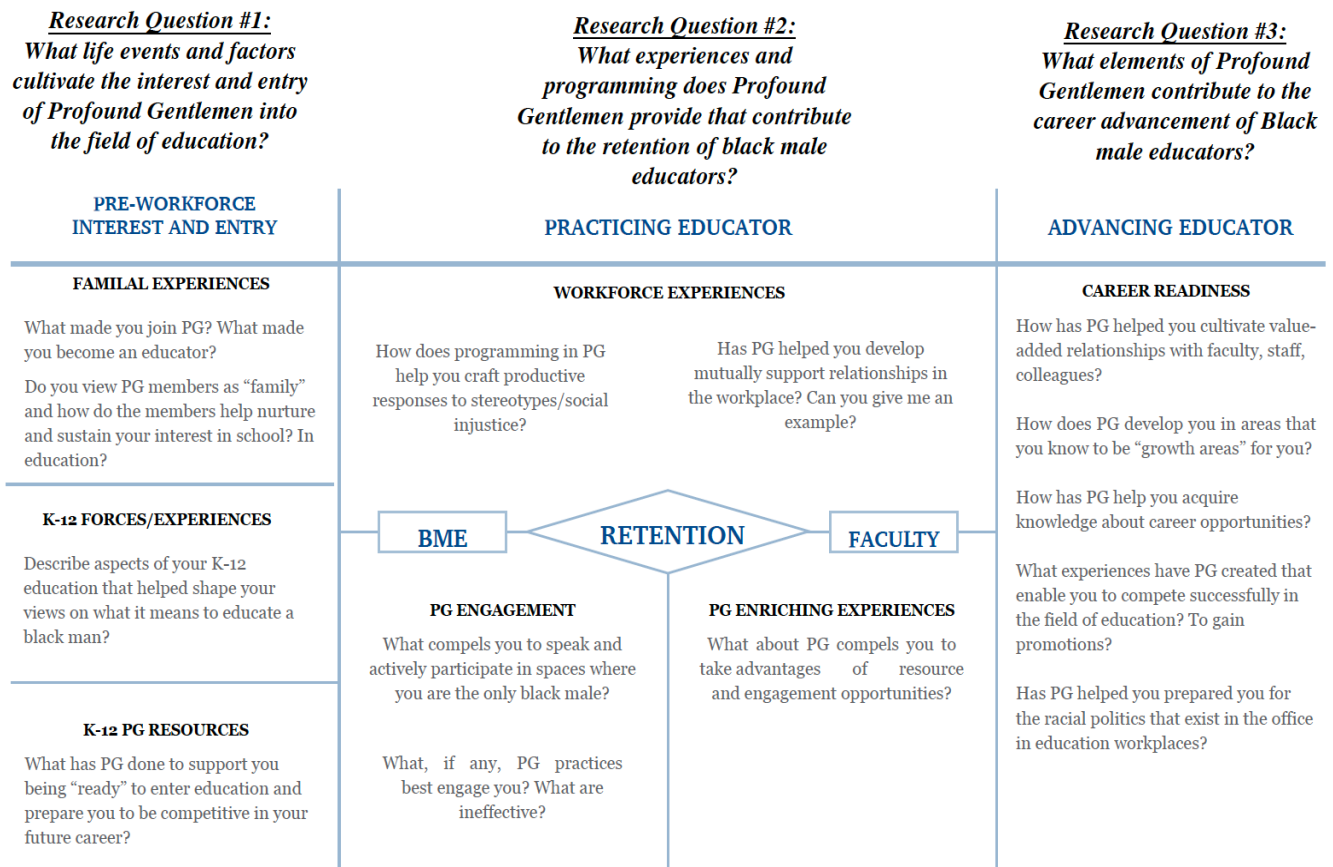 Research Question #1:
What life events and factors
cultivate the interest and entry
of Profound Gentlemen into
the field of education?
PRE-WORKFORCE
INTEREST AND ENTRY
FAMILAL EXPERIENCES
What made you join PG? What made
you become an educator?
Do you view PG members as “family”
and how do the members help nurture
and sustain your interest in school? In
education?
K-12 FORCES/EXPERIENCES
Describe aspects of your K-12
education that helped shape your
views on what it means to educate a
black man?
K-12 PG RESOURCES
What has PG done to support you
being “ready” to enter education and
prepare you to be competitive in your
future career?
Research Question #2:
What experiences and
programming does Profound
Gentlemen provide that contribute
to the retention of black male
educators?
PRACTICING EDUCATOR
WORKFORCE EXPERIENCES
How does programming in PG
help you craft productive
responses to stereotypes/social
injustice?
Has PG helped you develop
mutually support relationships in
the workplace? Can you give me an
example?
BME
RETENTION
FACULTY
PG ENGAGEMENT
What compels you to speak and
actively participate in spaces where
you are the only black male?
What, if any, PG practices
best engage you? What are
ineffective?
PG ENRICHING EXPERIENCES
What about PG compels you to
take advantages of resource
and engagement opportunities?
Research Question #3:
What elements of Profound
Gentlemen contribute to the
career advancement of Black
male educators?
ADVANCING EDUCATOR
CAREER READINESS
How has PG helped you cultivate value-
added relationships with faculty, staff,
colleagues?
How does PG develop you in areas that
you know to be “growth areas” for you?
How has PG help you acquire
knowledge about career opportunities?
What experiences have PG created that
enable you to compete successfully in
the field of education? To gain
promotions?
Has PG helped you prepared you for
the racial politics that exist in the office
in education workplaces?